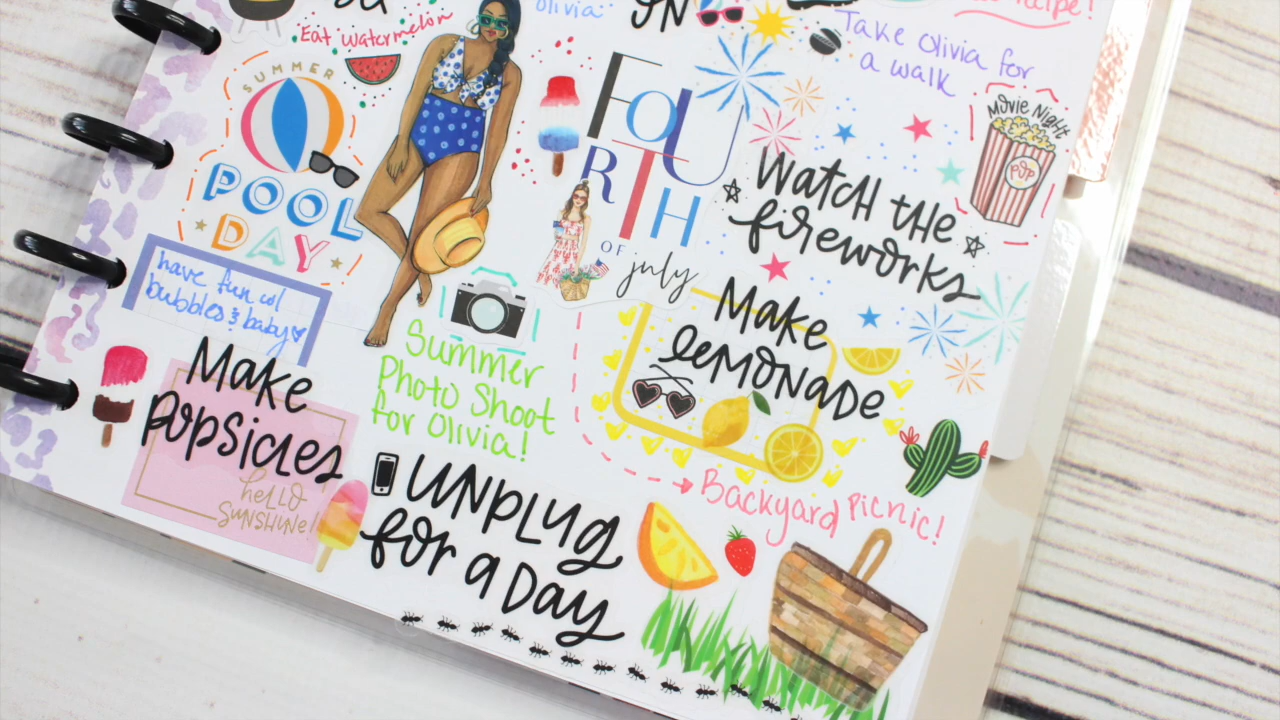 Eat watermelon
olivia
IN
recipe!
Take Olivia for
a walk
SUMMER
POOL
DAY
FOURTH
OF july
Movie Night
POP
Watch the
fireworks
have fun w/
bubbles & baby
Make
Popsicles
hello
sunshine!
Summer
Photo Shoot
for Olivia!
Make
Lemonade
Backyard Picnic!
UNPLUG
for a Day